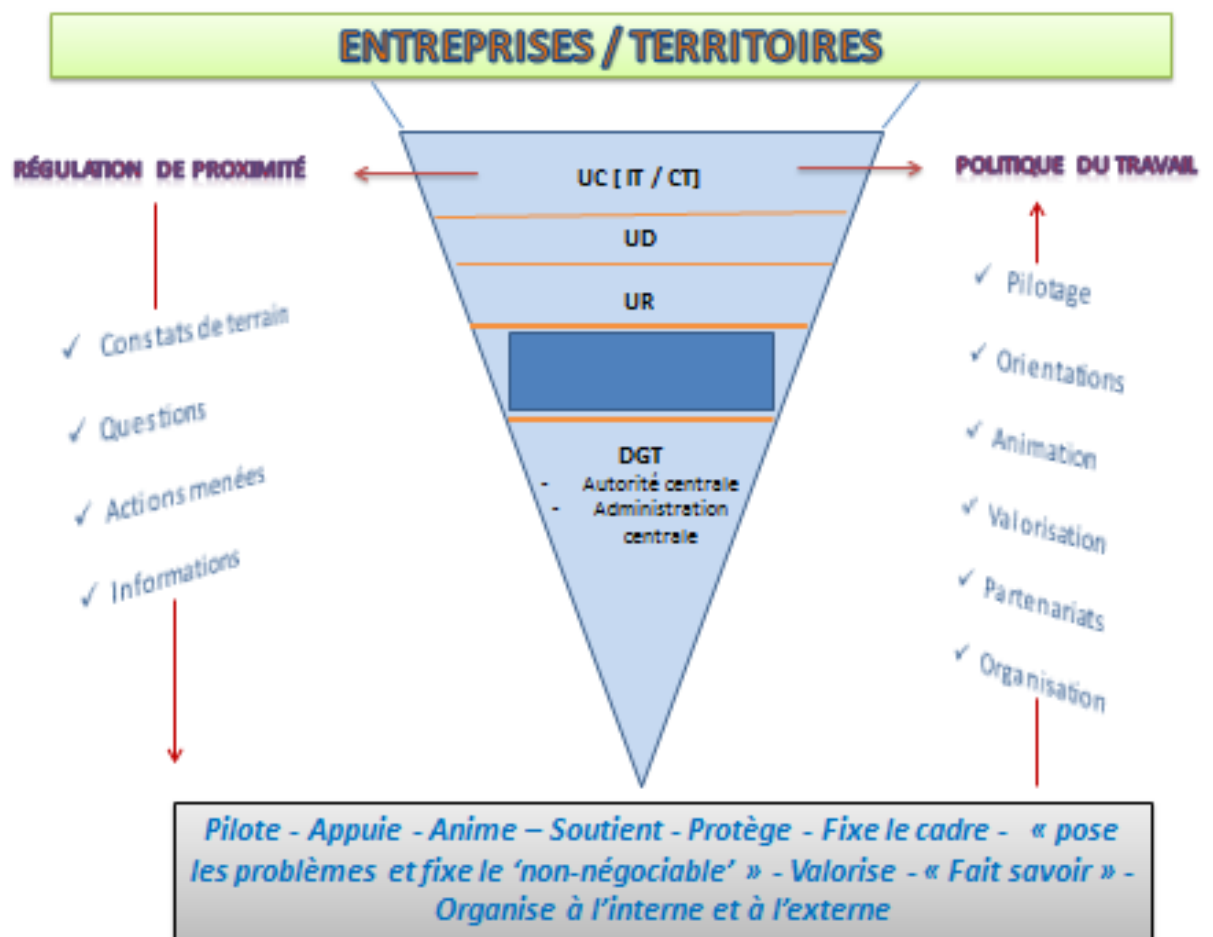 ENTREPRISES / TERRITOIRES
RÉGULATION DE PROXIMITÉ
✓ Constats de terrain
✓ Questions
✓ Actions menées
✓ Informations
UC [ IT / CT]
UD
UR
DGT
- Autorité centrale
- Administration
centrale
POLITIQUE DU TRAVAIL
✓ Pilotage
✓ Orientations
✓ Animation
✓ Valorisation
✓ Partenariats
✓ Organisation
Pilote - Appuie - Anime – Soutient - Protège - Fixe le cadre - « pose
les problèmes et fixe le ‘non-négociable’ » - Valorise - « Fait savoir » -
Organise à l’interne et à l’externe